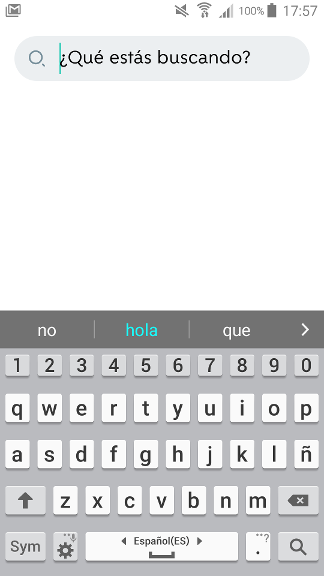 100% 17:57
¿Qué estás buscando?
no hola que
1 2 3 4 5 6 7 8 9 0
q w e r t y u i o p
a s d f g h j k l ñ
z x c v b n m
Sym Español(ES) .